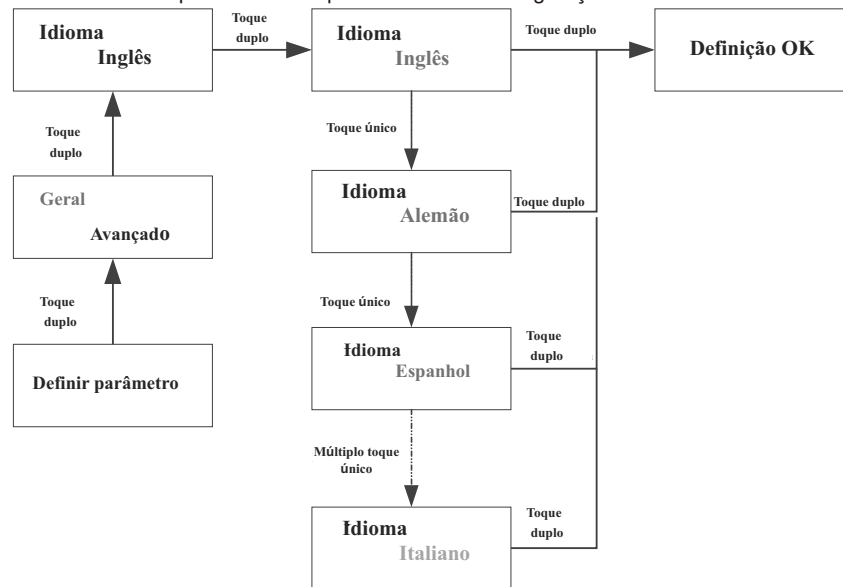 Idioma
Inglês
Toque
duplo
Idioma
Inglês
Toque duplo
Definição OK
Toque
duplo
Toque único
Geral
Avançado
Idioma
Alemão
Toque duplo
Toque
duplo
Toque único
Definir parâmetro
Idioma
Espanhol
Toque
duplo
Múltiplo toque
único
Idioma
Italiano
Toque
duplo